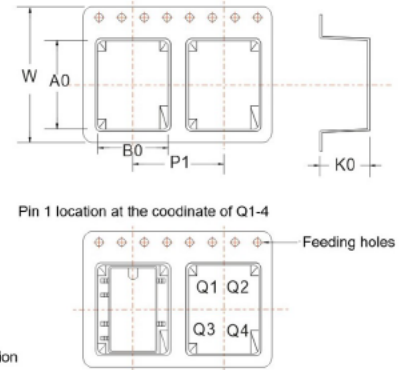 W
A0
B0
P1
K0
Pin 1 location at the coodinate of Q1-4
Feeding holes
Q1 Q2
Q3 Q4
ion